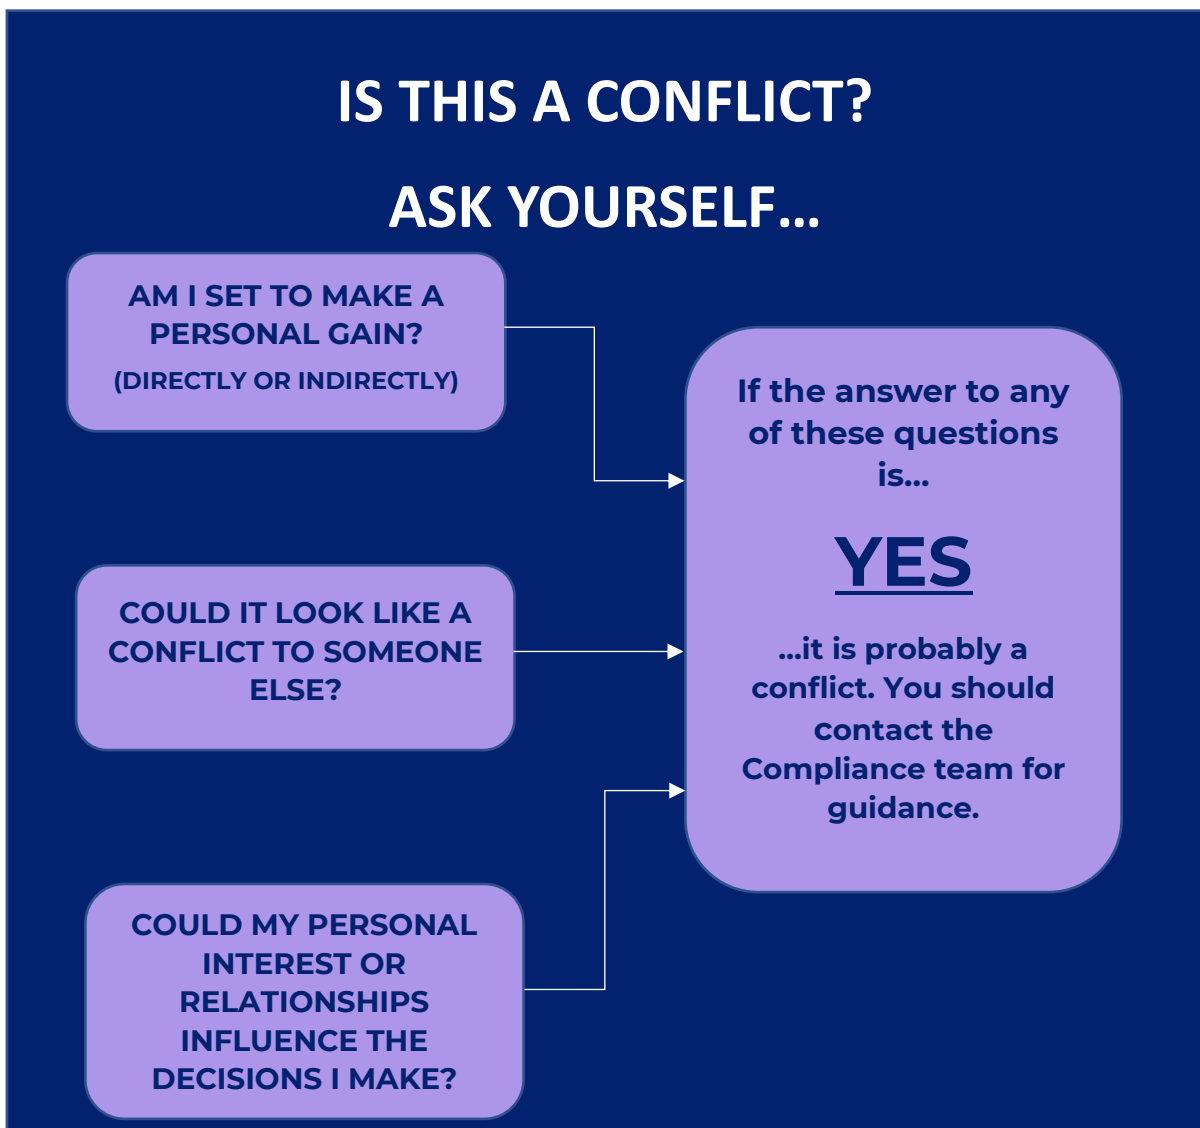 IS THIS A CONFLICT?
ASK YOURSELF…
AM I SET TO MAKE A
PERSONAL GAIN?
(DIRECTLY OR INDIRECTLY)
COULD IT LOOK LIKE A
CONFLICT TO SOMEONE
ELSE?
COULD MY PERSONAL
INTEREST OR
RELATIONSHIPS
INFLUENCE THE
DECISIONS I MAKE?
If the answer to any
of these questions
is…
YES
…it is probably a
conflict. You should
contact the
Compliance team for
guidance.